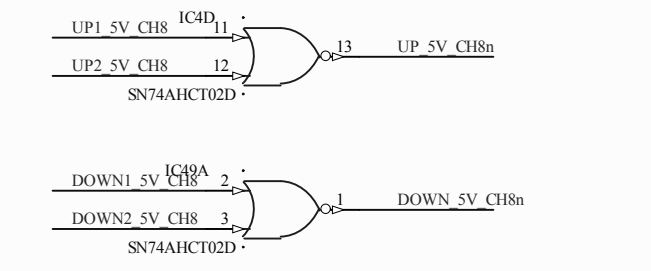 IC4D
UP1_5V_CH8 11
13 UP_5V_CH8n
UP2_5V_CH8 12
SN74AHCT02D
IC49A
DOWN1_5V_CH8 2
1 DOWN_5V_CH8n
DOWN2_5V_CH8 3
SN74AHCT02D